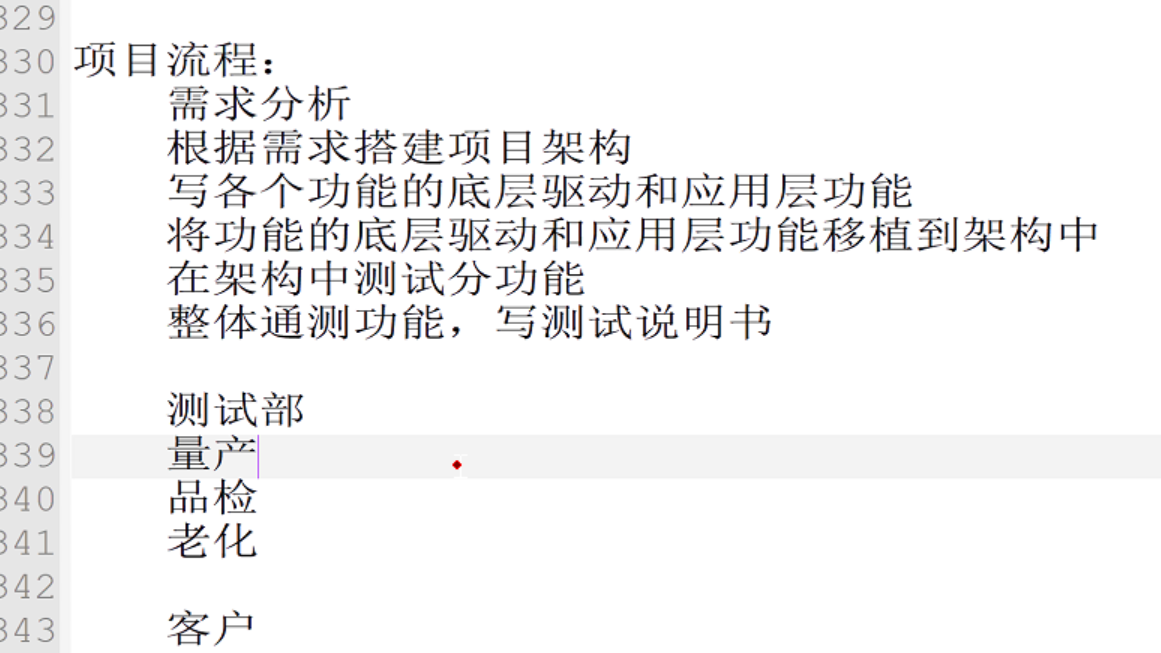 329
330 项目流程：
331 需求分析
332 根据需求搭建项目架构
333 写各个功能的底层驱动和应用层功能
334 将功能的底层驱动和应用层功能移植到架构中
335 在架构中测试分功能
336 整体通测功能，写测试说明书
337
338 测试部
339 量产
340 品检
341 老化
342
343 客户